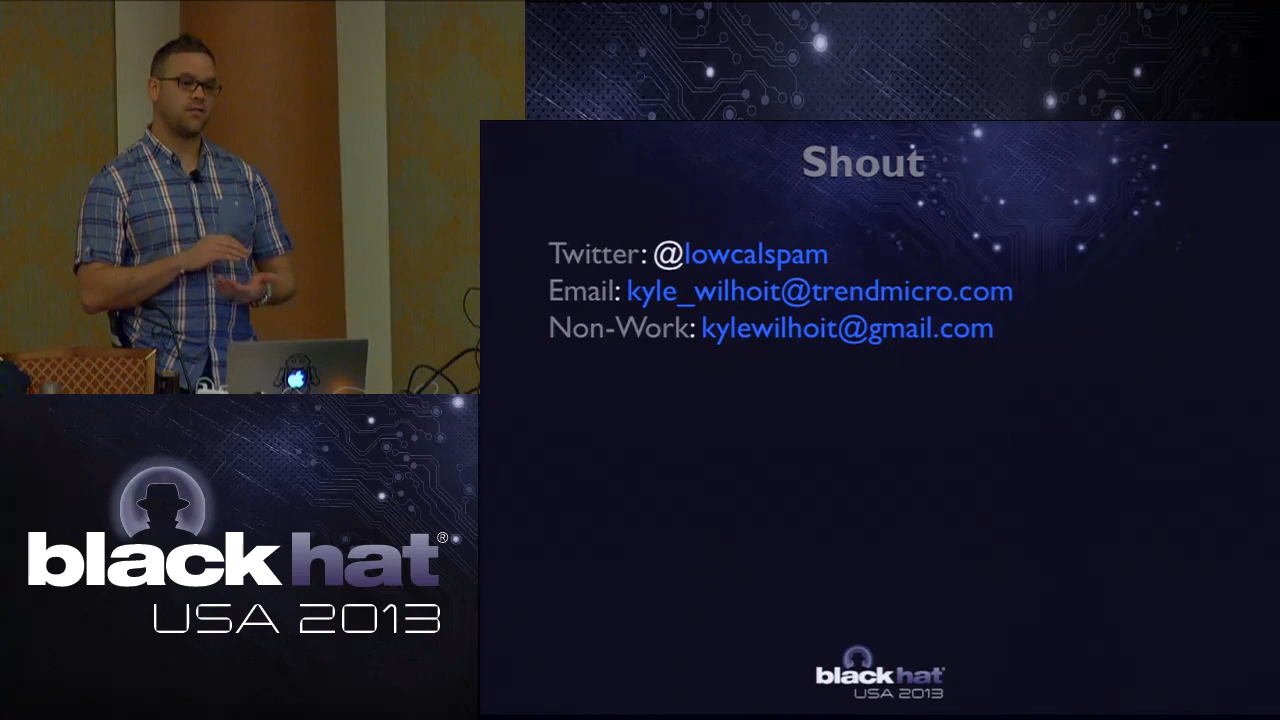 Shout
Twitter: @lowcalspam
Email: kyle_wilhoit@trendmicro.com
Non-Work: kylewilhoit@gmail.com
black hat®
USA 2013
black hat®
USA 2013